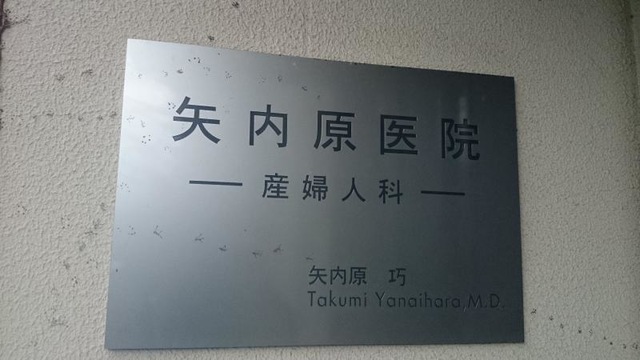 矢内原医院
産婦人科
矢内原 巧
Takumi Yanaihara, M.D.